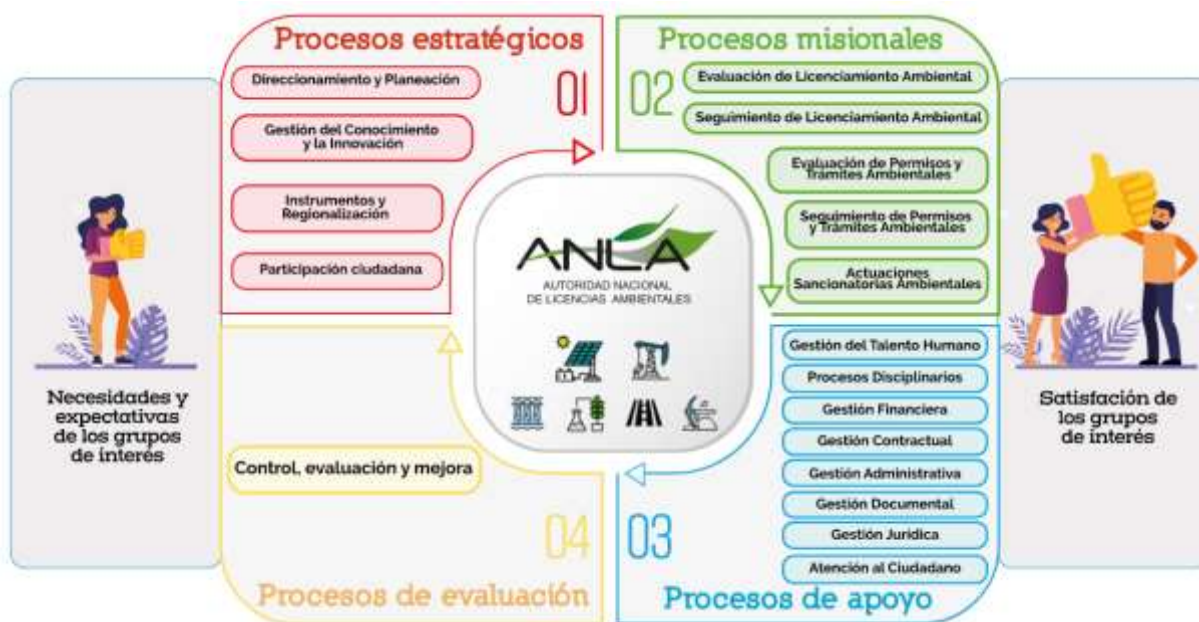 Necesidades y
expectativas
de los grupos
de interés
Procesos estratégicos
01
Direccionamiento y Planeación
Gestión del Conocimiento
y la Innovación
Instrumentos y
Regionalización
Participación ciudadana
Procesos misionales
02
Evaluación de Licenciamiento Ambiental
Seguimiento de Licenciamiento Ambiental
Evaluación de Permisos y
Trámites Ambientales
Seguimiento de Permisos
y Trámites Ambientales
Actuaciones
Sancionatorias Ambientales
ANLA
AUTORIDAD NACIONAL
DE LICENCIAS AMBIENTALES
Gestión del Talento Humano
Procesos Disciplinarios
Gestión Financiera
Gestión Contractual
Gestión Administrativa
Gestión Documental
Gestión Jurídica
Atención al Ciudadano
03
Procesos de apoyo
Control, evaluación y mejora
04
Procesos de evaluación
Satisfacción de
los grupos
de interés